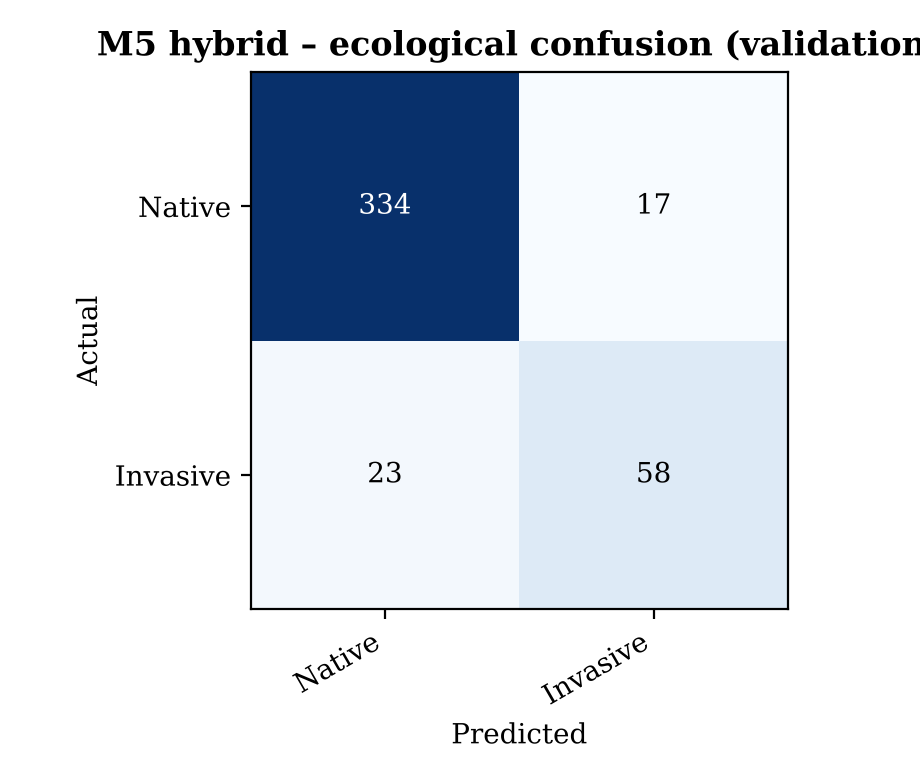 M5 hybrid – ecological confusion (validation
Native
334
17
Actual
Invasive
23
58
Native
Invasive
Predicted